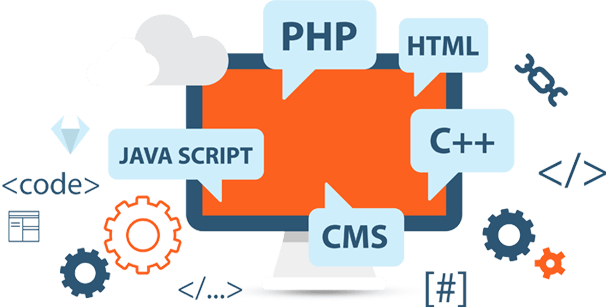 PHP
HTML
C++
JAVA SCRIPT
</>
<code>
CMS
</...>
[#]